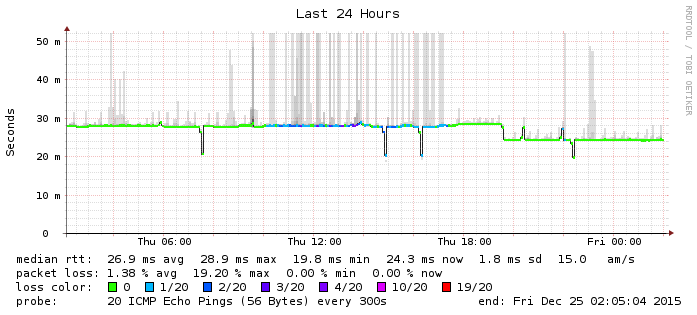 Last 24 Hours
RRDTOOL / TOBI OETIKER
Seconds
50 m
40 m
30 m
20 m
10 m
0
Thu 06:00 Thu 12:00 Thu 18:00 Fri 00:00
median rtt: 26.9 ms avg 28.9 ms max 19.8 ms min 24.3 ms now 1.8 ms sd 15.0 am/s
packet loss: 1.38 % avg 19.20 % max 0.00 % min 0.00 % now
loss color: 0 1/20 2/20 3/20 4/20 10/20 19/20
probe: 20 ICMP Echo Pings (56 Bytes) every 300s end: Fri Dec 25 02:05:04 2015